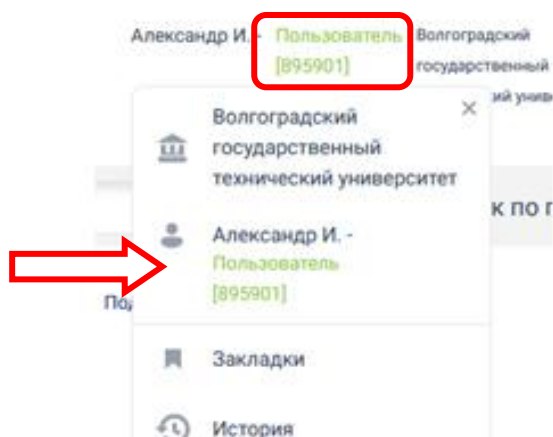 Александр И. - Пользователь Волгоградский
[895901] государственный
Волгоградский
государственный
технический университет
Александр И. -
Пользователь
[895901]
Закладки
История